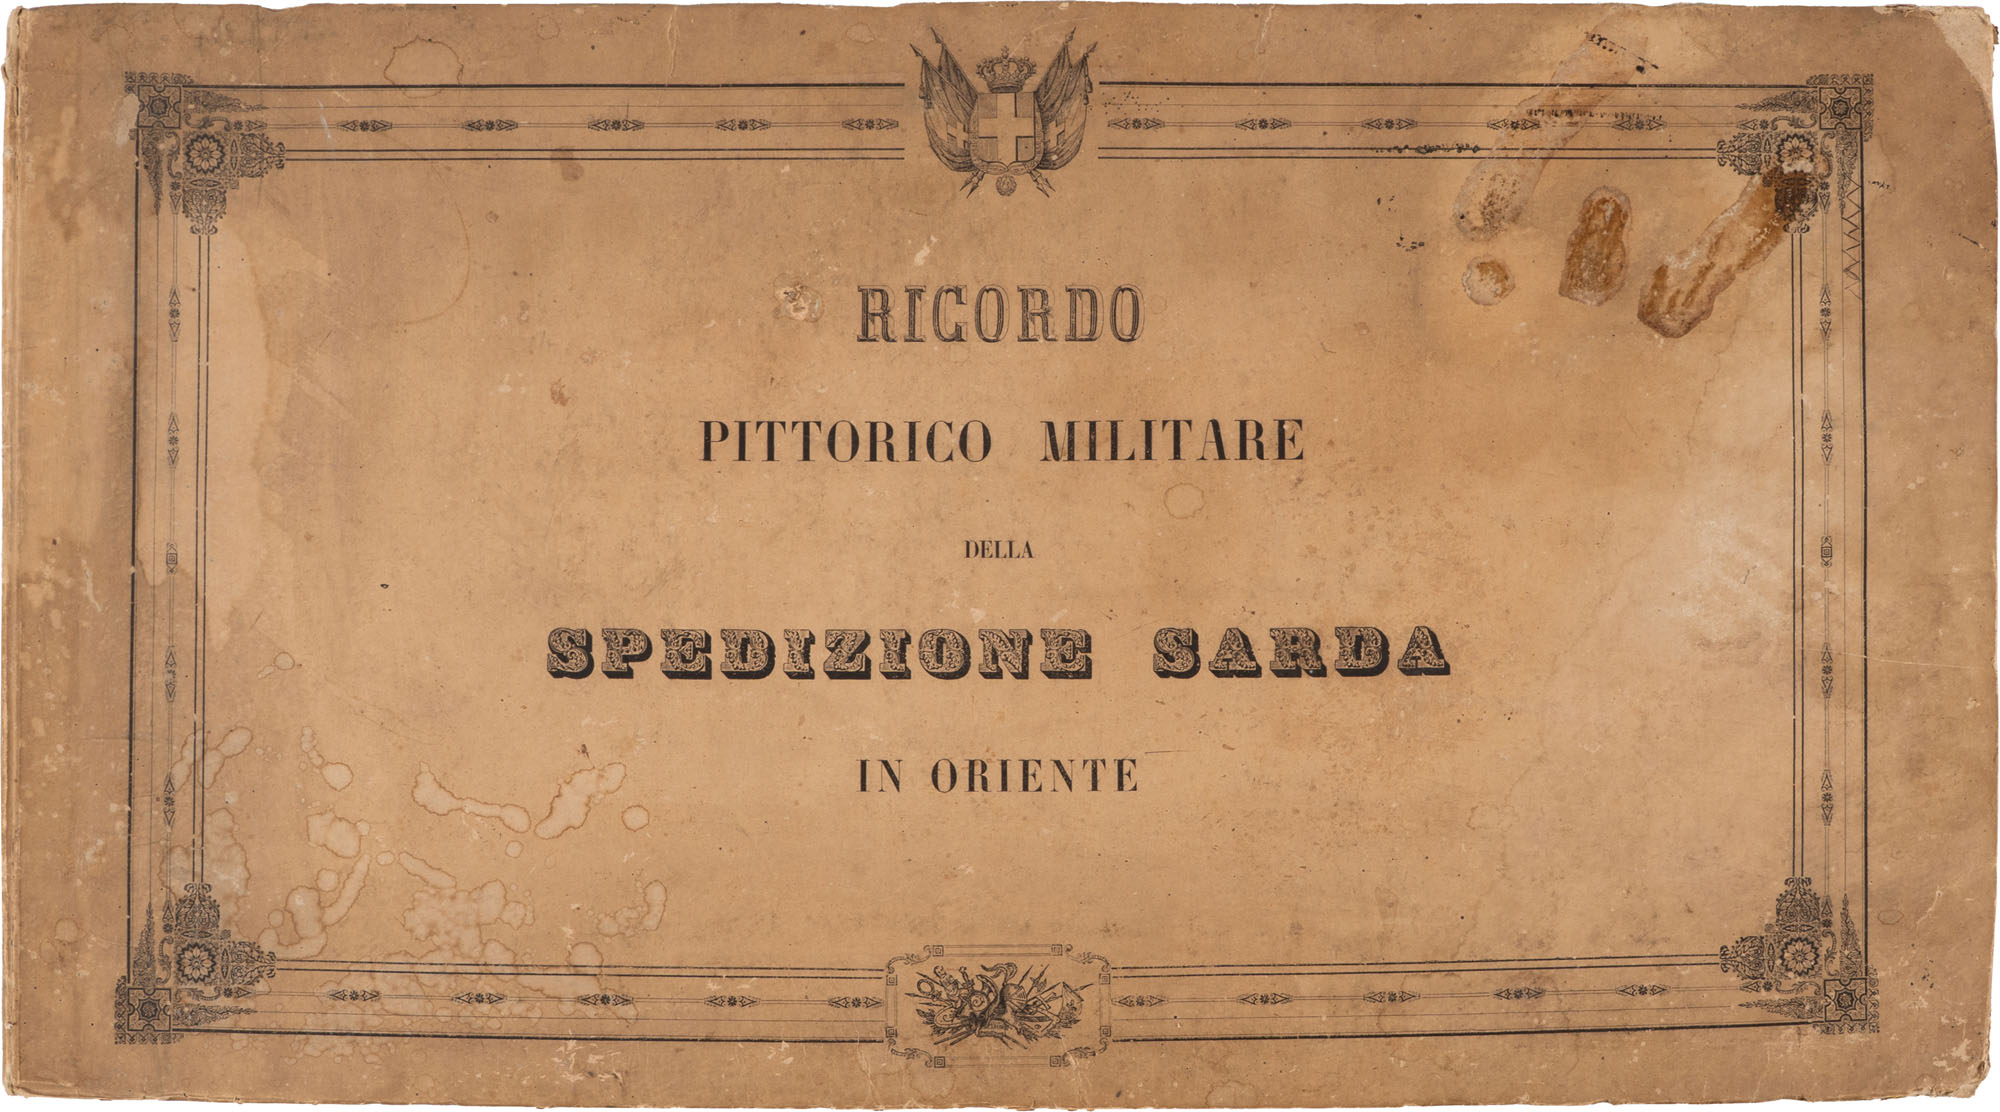 RICORDO
PITTORICO MILITARE
DELLA
SPEDIZIONE SARDA
IN ORIENTE